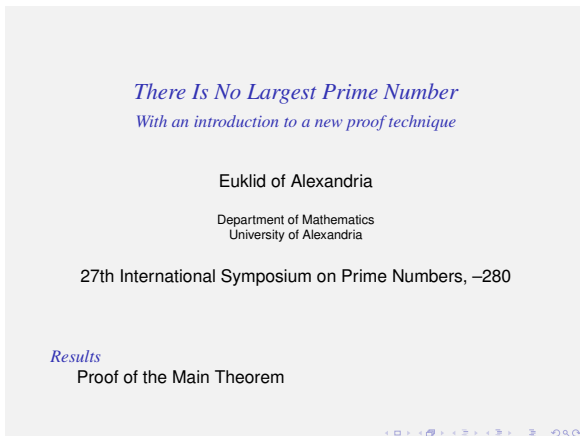 There Is No Largest Prime Number
With an introduction to a new proof technique
Euklid of Alexandria
Department of Mathematics
University of Alexandria
27th International Symposium on Prime Numbers, –280
Results
Proof of the Main Theorem